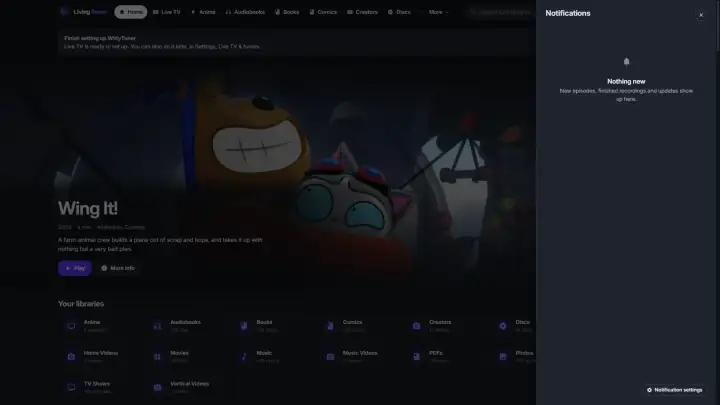 Living Room
Home
Live TV
Anime
Audiobooks
Books
Comics
Creators
Discs
More
Finish setting up WittyTuner
Live TV is ready to set up. You can also do it later, in Settings, Live TV & tuners.
Wing It!
A farm animal crew builds a plane out of scrap and hope, and takes it up with
nothing but a very bad plan.
Play
More info
Your libraries
Anime
Audiobooks
Books
Comics
Creators
Discs
Home Videos
Movies
Music
Music Videos
PDFs
Photos
TV Shows
Vertical Videos
Notifications
Nothing new
New episodes, finished recordings and updates show
up here.
Notification settings